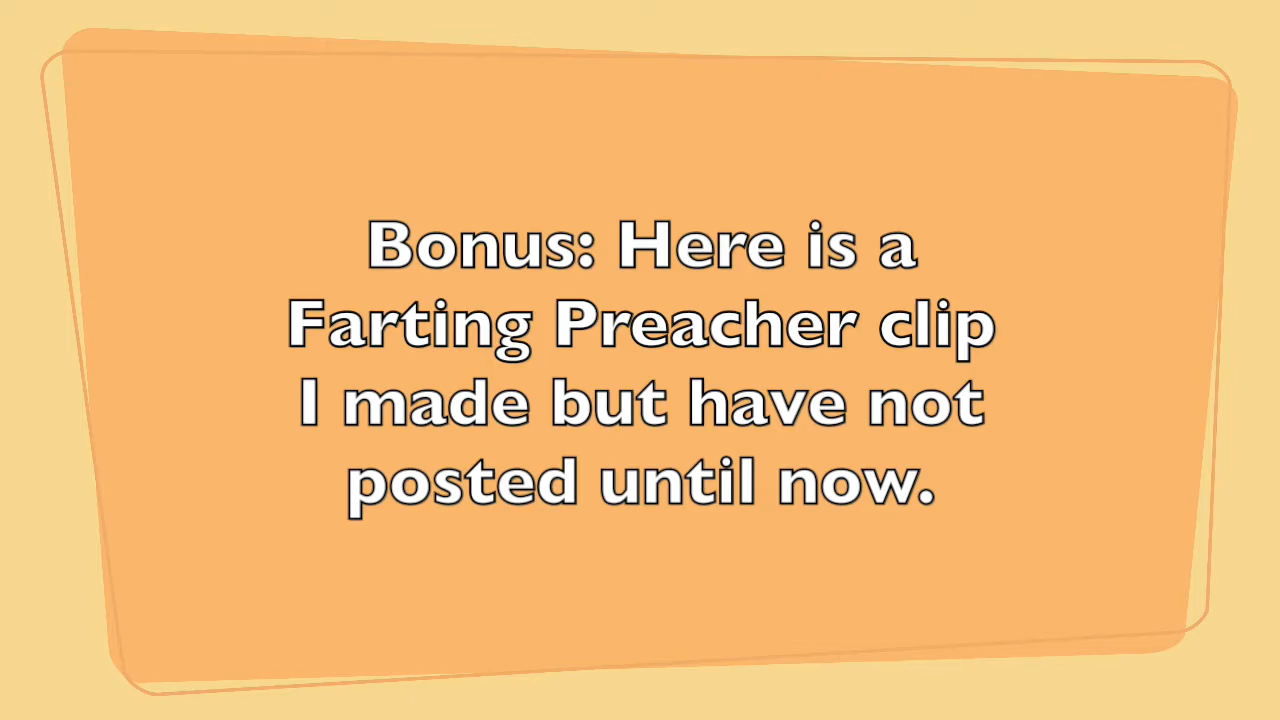 Bonus: Here is a
Farting Preacher clip
I made but have not
posted until now.